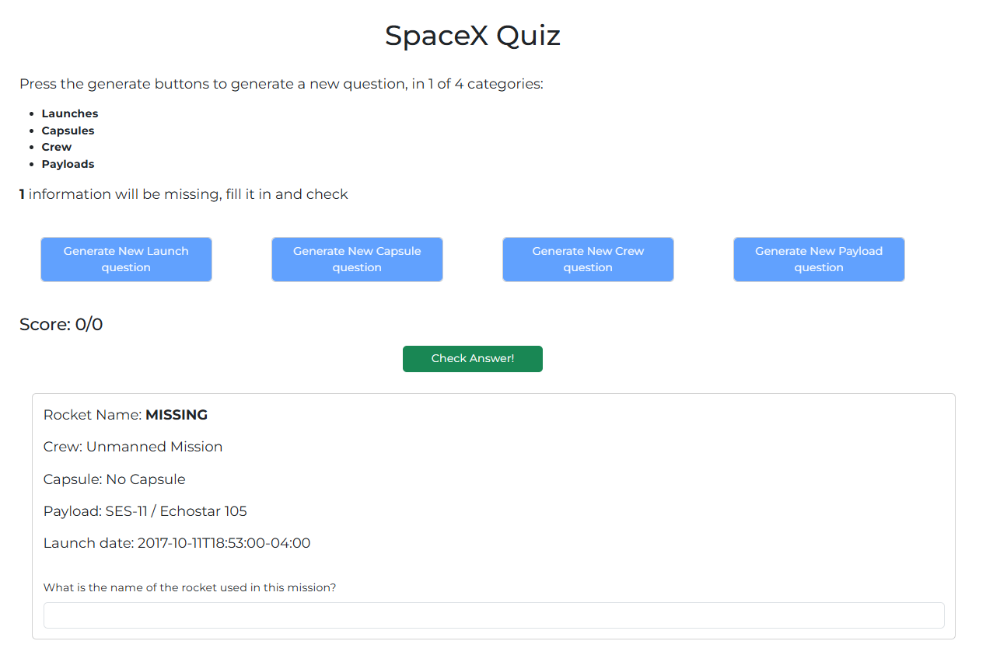 SpaceX Quiz
Press the generate buttons to generate a new question, in 1 of 4 categories:
Launches
Capsules
Crew
Payloads
1 information will be missing, fill it in and check
Generate New Launch
question
Generate New Capsule
question
Generate New Crew
question
Generate New Payload
question
Score: 0/0
Check Answer!
Rocket Name: MISSING
Crew: Unmanned Mission
Capsule: No Capsule
Payload: SES-11 / Echostar 105
Launch date: 2017-10-11T18:53:00-04:00
What is the name of the rocket used in this mission?